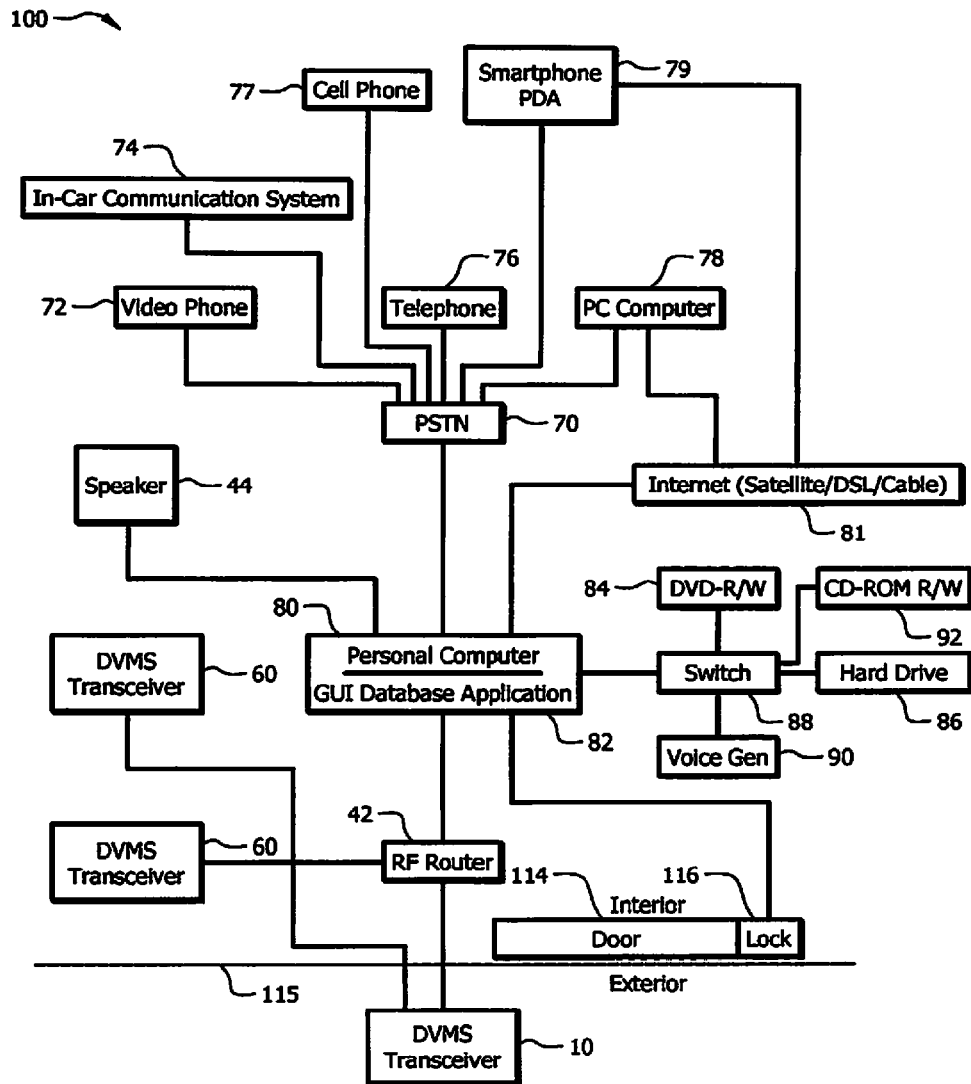 100
77
Cell Phone
Smartphone
PDA
79
74
In-Car Communication System
72
Video Phone
76
Telephone
78
PC Computer
PSTN
70
Speaker
44
Internet (Satellite/DSL/Cable)
81
84
DVD-R/W
CD-ROM R/W
92
80
Personal Computer
GUI Database Application
82
Switch
88
Hard Drive
86
Voice Gen
90
DVMS
Transceiver
60
DVMS
Transceiver
60
42
RF Router
114
Interior
116
Door
Lock
115
Exterior
DVMS
Transceiver
10